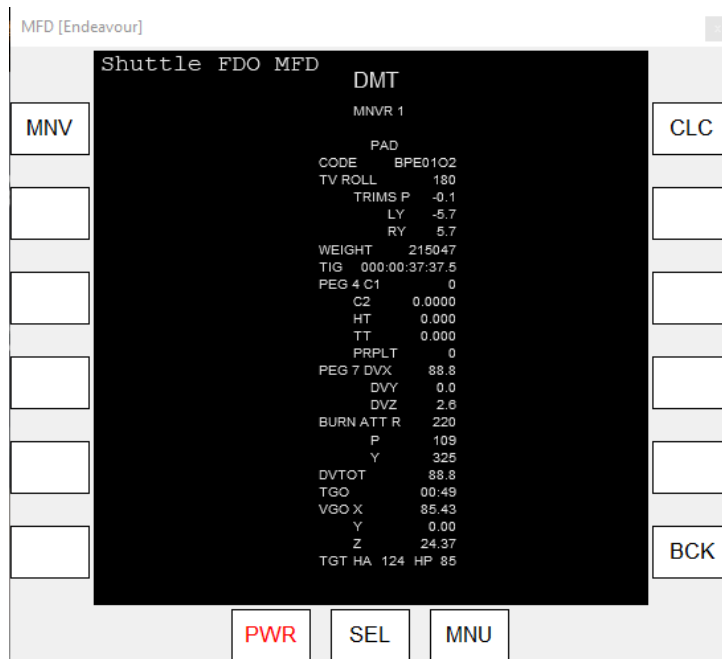 MFD [Endeavour]
Shuttle FDO MFD
DMT
MNVR 1
PAD
CODE BPE01O2
TV ROLL 180
TRIMS P -0.1
LY -5.7
RY 5.7
WEIGHT 215047
TIG 000:00:37:37.5
PEG 4 C1 0
C2 0.0000
HT 0.000
TT 0.000
PRPLT 0
PEG 7 DVX 88.8
DVY 0.0
DVZ 2.6
BURN ATT R 220
P 109
Y 325
DVTOT 88.8
TGO 00:49
VGO X 85.43
Y 0.00
Z 24.37
TGT HA 124 HP 85
MNV
CLC
BCK
PWR SEL MNU